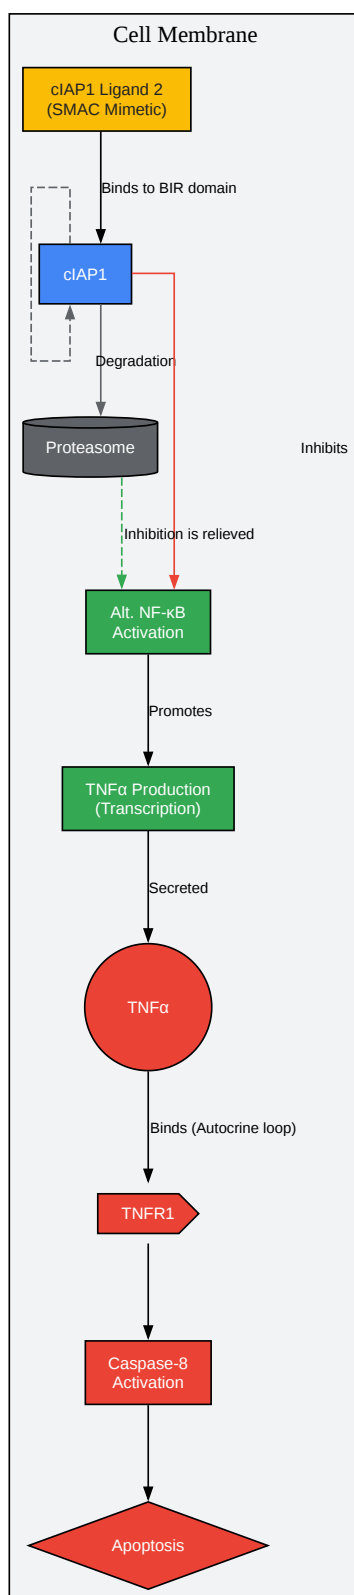 Cell Membrane
cIAP1 Ligand 2
(SMAC Mimetic)
Binds to BIR domain
cIAP1
Degradation
Proteasome
Inhibits
Inhibition is relieved
Alt. NF-κB
Activation
Promotes
TNFα Production
(Transcription)
Secreted
TNFα
Binds (Autocrine loop)
TNFR1
Caspase-8
Activation
Apoptosis